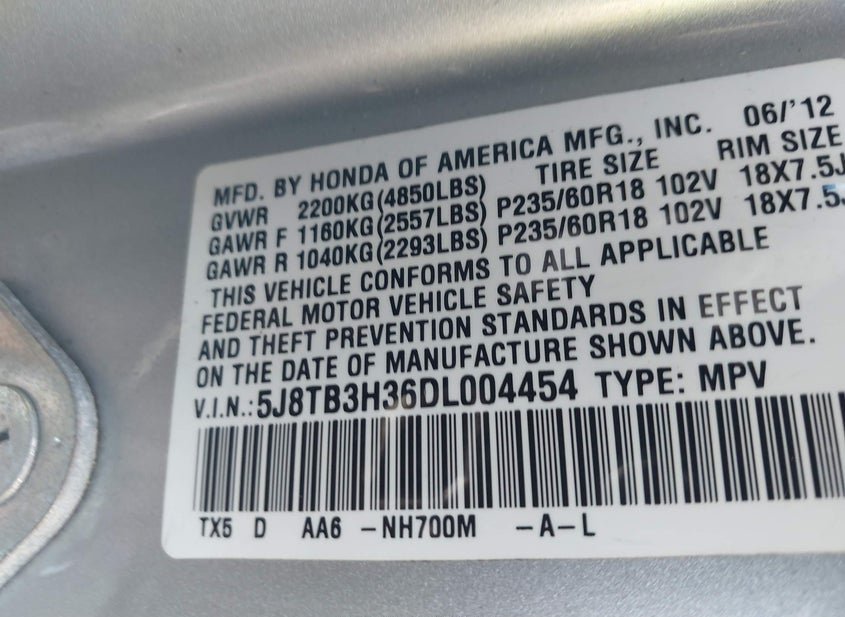 MFD. BY HONDA OF AMERICA MFG., INC. 06/'12
GVWR 2200KG(4850LBS) TIRE SIZE RIM SIZE
GAWR F 1160KG(2557LBS) P235/60R18 102V 18X7.5J
GAWR R 1040KG(2293LBS) P235/60R18 102V 18X7.5J
THIS VEHICLE CONFORMS TO ALL APPLICABLE
FEDERAL MOTOR VEHICLE SAFETY
AND THEFT PREVENTION STANDARDS IN EFFECT
ON THE DATE OF MANUFACTURE SHOWN ABOVE.
V.I.N.:5J8TB3H36DL004454 TYPE: MPV
TX5 D AA6 -NH700M -A-L